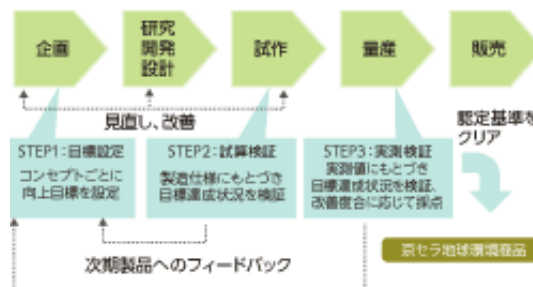 企画
研究
開発
設計
試作
量産
販売
見直し、改善
認定基準を
クリア
STEP1:目標設定
コンセプトごとに
向上目標を設定
STEP2:試算検証
製造仕様にもとづき
目標達成状況を検証
STEP3:実測検証
実測値にもとづき
目標達成状況を検証、
改善度合に応じて採点
京セラ地球環境商品
次期製品へのフィードバック